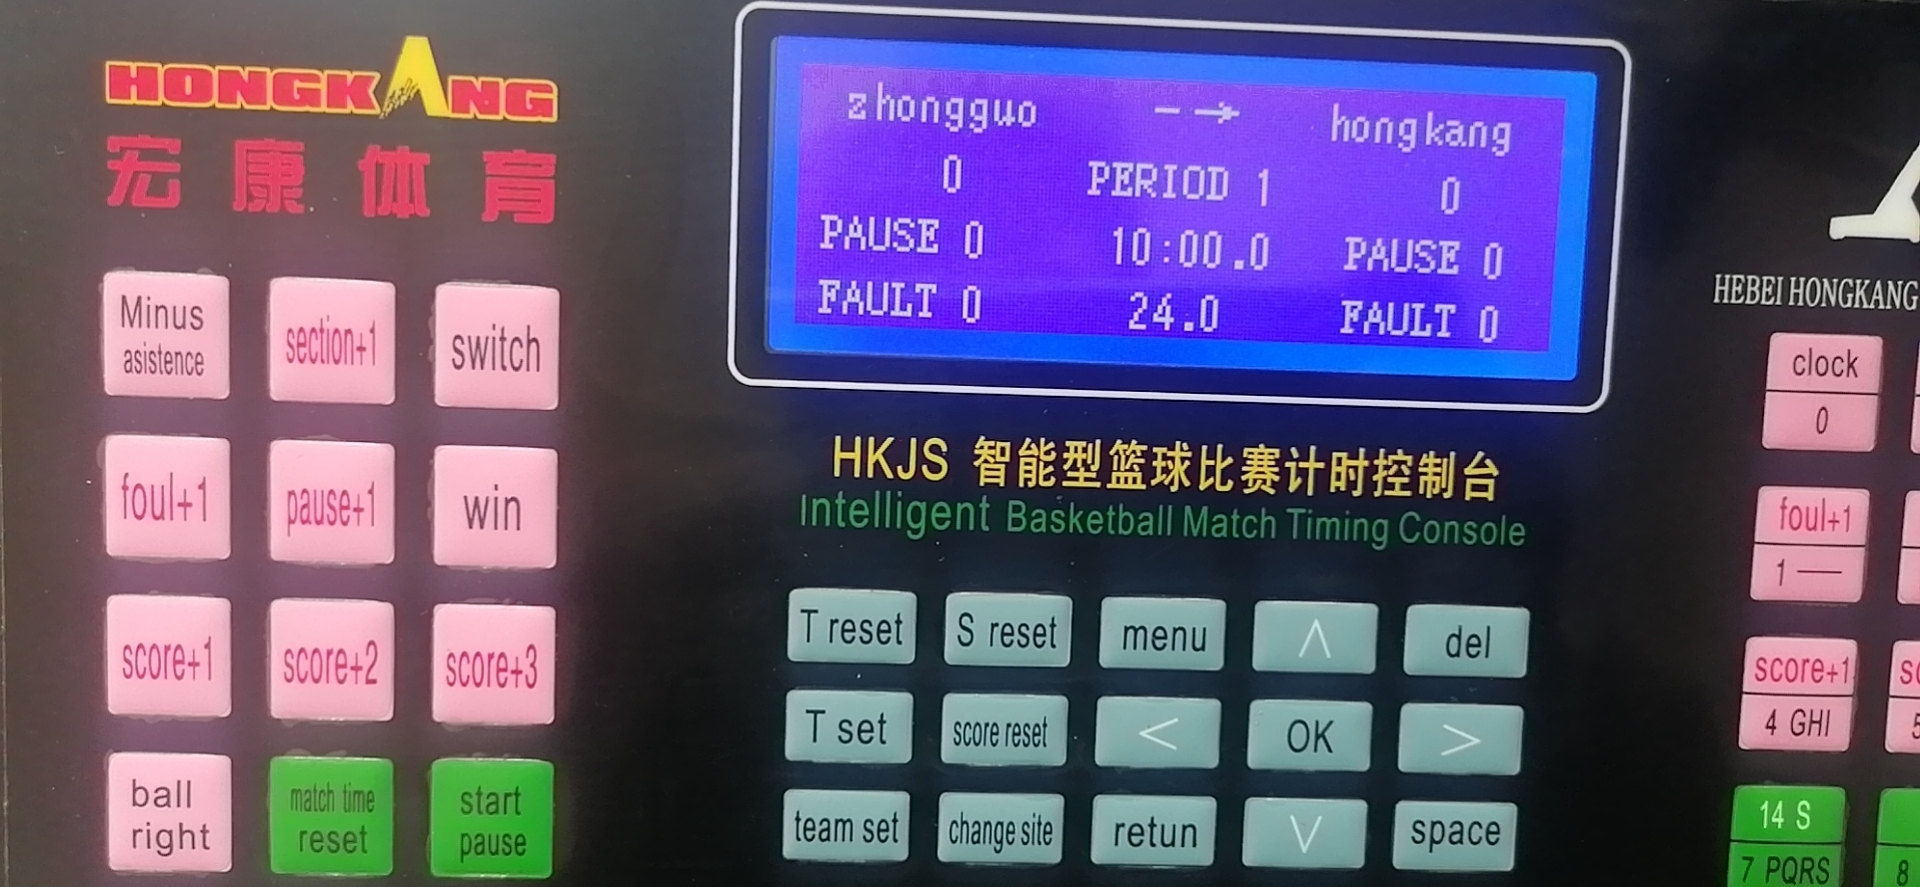 HONGKANG
宏康体育
zhongguo —→ hongkang
0 PERIOD 1 0
PAUSE 0 10:00.0 PAUSE 0
FAULT 0 24.0 FAULT 0
HKJS 智能型篮球比赛计时控制台
Intelligent Basketball Match Timing Console
HEBEI HONGKANG
Minus
asistence
section+1
switch
foul+1
pause+1
win
score+1
score+2
score+3
ball
right
match time
reset
start
pause
T reset
S reset
menu
∧
del
T set
score reset
<
OK
>
team set
change site
retun
∨
space
clock
0
foul+1
1 —
score+1
4 GHI
14 S
7 PQRS
8